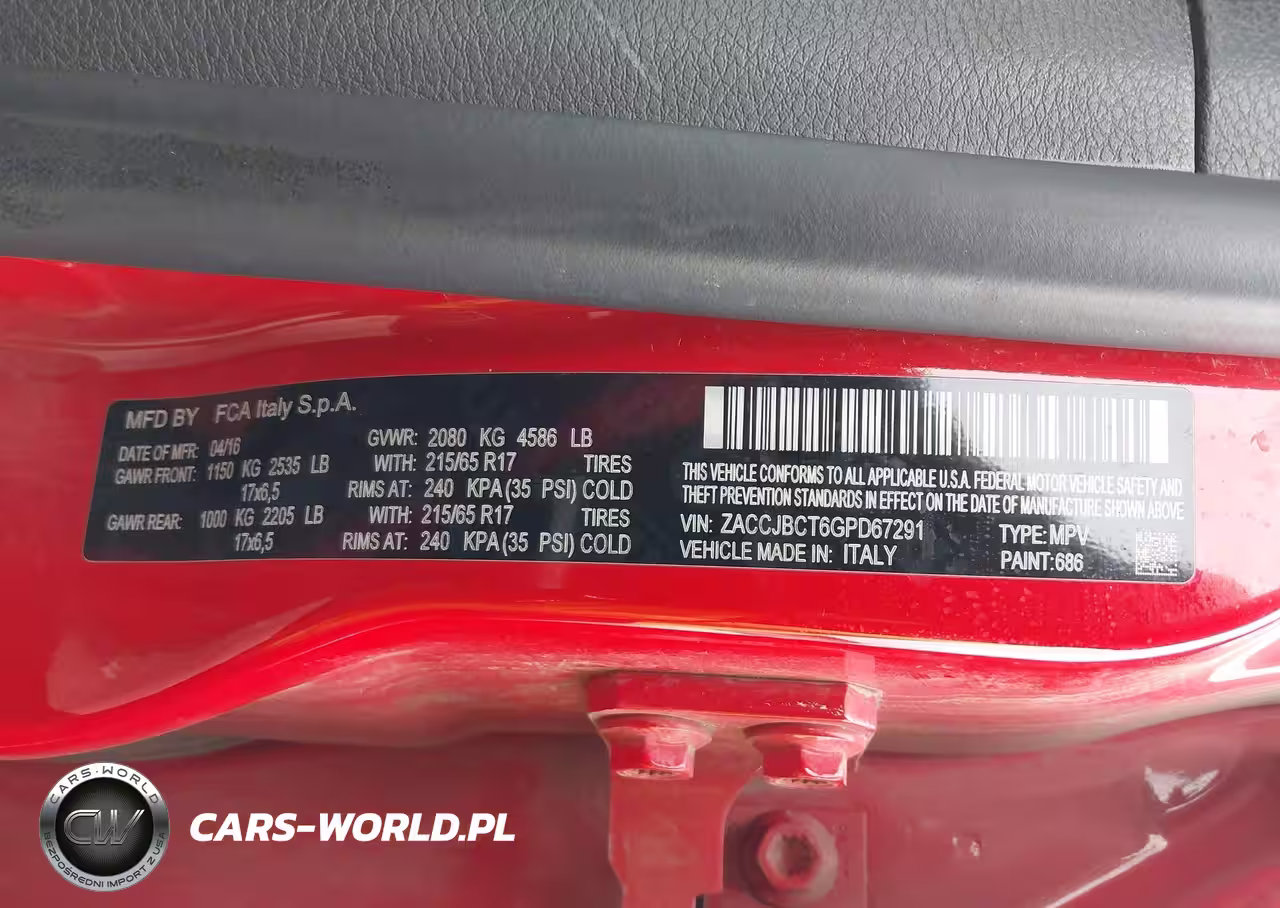 MFD BY FCA Italy S.p.A.
DATE OF MFR: 04/16 GVWR: 2080 KG 4586 LB
GAWR FRONT: 1150 KG 2535 LB WITH: 215/65 R17 TIRES
17x6,5 RIMS AT: 240 KPA(35 PSI) COLD
GAWR REAR: 1000 KG 2205 LB WITH: 215/65 R17 TIRES
17x6,5 RIMS AT: 240 KPA(35 PSI) COLD
THIS VEHICLE CONFORMS TO ALL APPLICABLE U.S.A. FEDERAL MOTOR VEHICLE SAFETY AND
THEFT PREVENTION STANDARDS IN EFFECT ON THE DATE OF MANUFACTURE SHOWN ABOVE
VIN: ZACCJBCT6GPD67291 TYPE: MPV
VEHICLE MADE IN: ITALY PAINT:686
CARS-WORLD
CW
BEZPOŚREDNI IMPORT Z USA
CARS-WORLD.PL